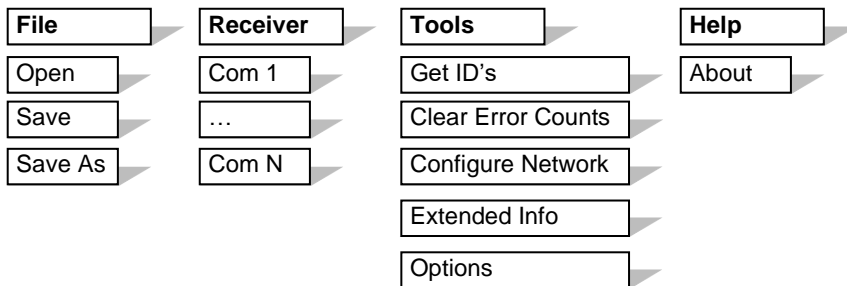 File
Open
Save
Save As
Receiver
Com 1
…
Com N
Tools
Get ID’s
Clear Error Counts
Configure Network
Extended Info
Options
Help
About